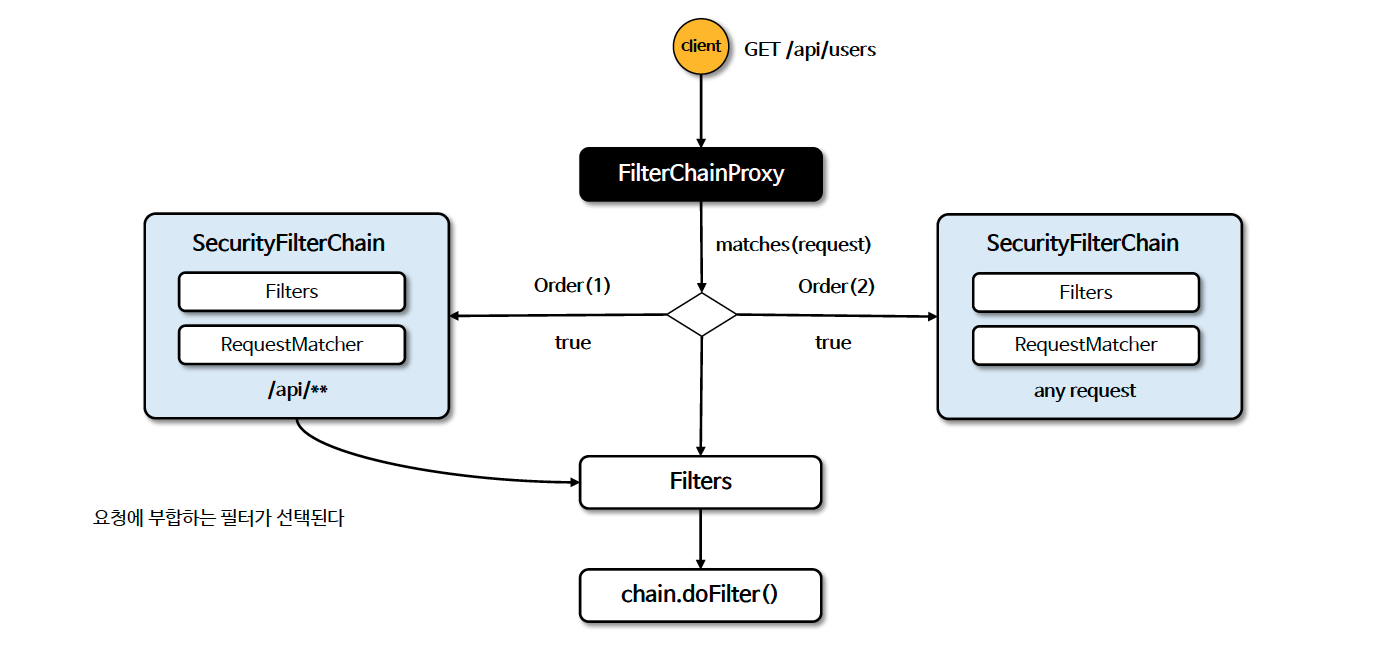 client
GET /api/users
FilterChainProxy
matches(request)
SecurityFilterChain
Filters
RequestMatcher
/api/**
Order(1)
true
Order(2)
true
SecurityFilterChain
Filters
RequestMatcher
any request
Filters
요청에 부합하는 필터가 선택된다
chain.doFilter()